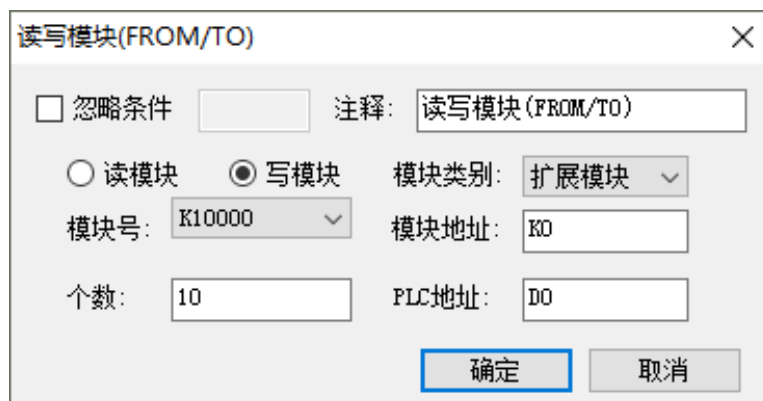 读写模块(FROM/TO)
忽略条件 注释: 读写模块(FROM/TO)
读模块 写模块 模块类别: 扩展模块
模块号: K10000 模块地址: K0
个数: 10 PLC地址: D0
确定 取消